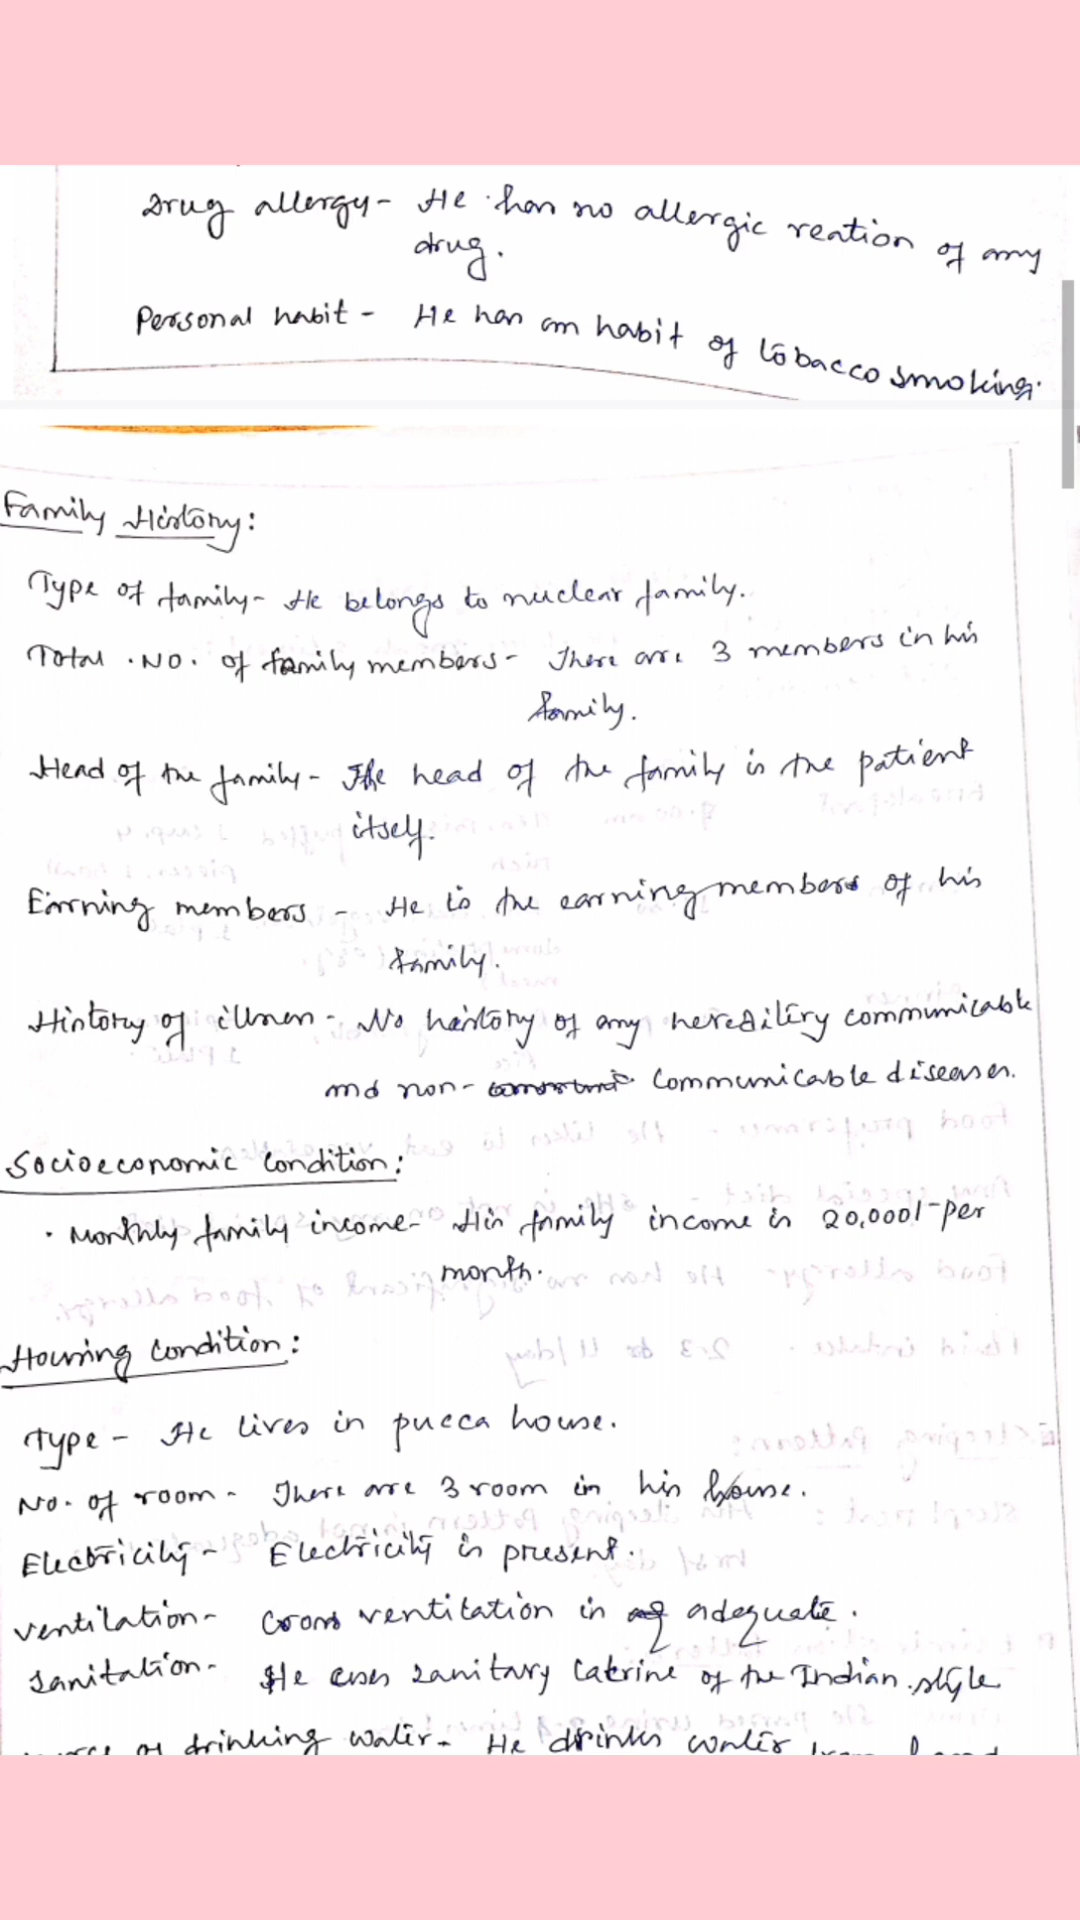 Drug allergy - He has no allergic reation of any
drug.
Personal habit - He has an habit of tobacco smoking.
Family History:
Type of family - He belongs to nuclear family.
Total No. of family members - There are 3 members in his
family.
Head of the family - The head of the family is the patient
itself.
Earning members - He is the earning members of his
family.
History of illness - No history of any heredity communicable
and non- communicable diseases.
Socioeconomic Condition:
• Monthly family income - His family income is 20,000/- per
month.
Housing Condition:
Type - He lives in pucca house.
No. of room - There are 3 room in his house.
Electricity - Electricity is present.
Ventilation - Cross ventilation is adequate.
Sanitation - He uses sanitary latrine of the Indian style
drinking water - He drinks water